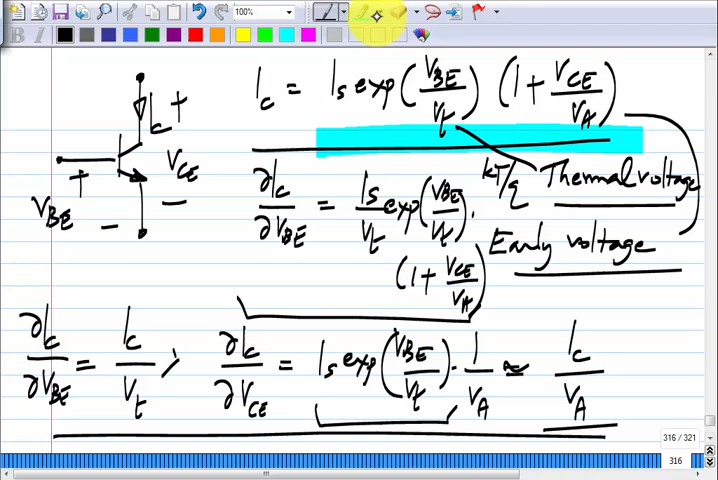 100%
B I
I_C = I_S exp(V_BE/V_t) (1 + V_CE/V_A)
I_C +
V_CE
+
V_BE − −
∂I_C/∂V_BE = I_S/V_t exp(V_BE/V_t) · (1 + V_CE/V_A)
kT/q Thermal voltage
Early voltage
∂I_C/∂V_BE = I_C/V_t ; ∂I_C/∂V_CE = I_S exp(V_BE/V_t) · 1/V_A ≈ I_C/V_A
316 / 321
316